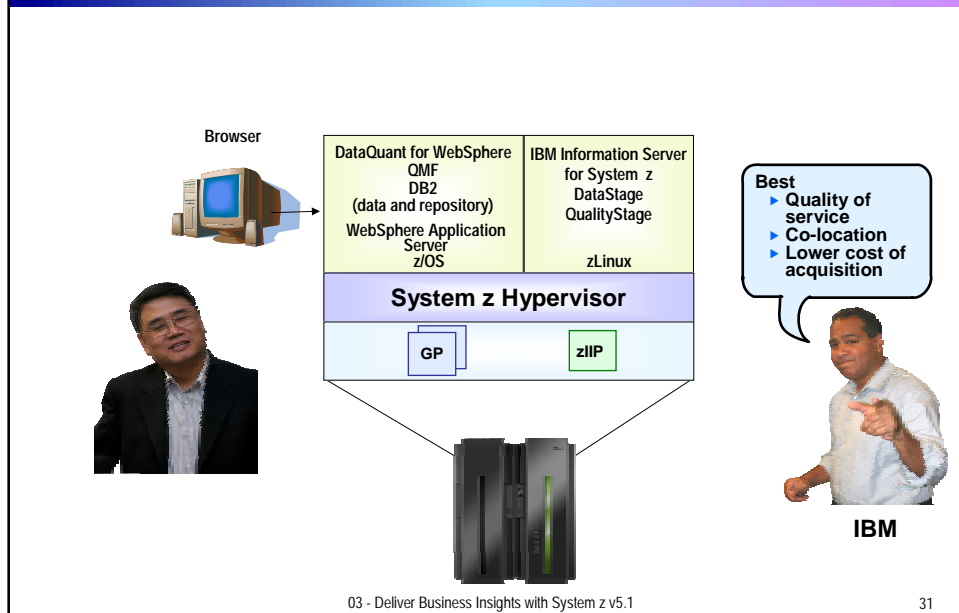 Browser
DataQuant for WebSphere
QMF
DB2
(data and repository)
WebSphere Application
Server
z/OS
IBM Information Server
for System z
DataStage
QualityStage
zLinux
System z Hypervisor
GP
zIIP
Best
Quality of
service
Co-location
Lower cost of
acquisition
IBM
03 - Deliver Business Insights with System z v5.1
31